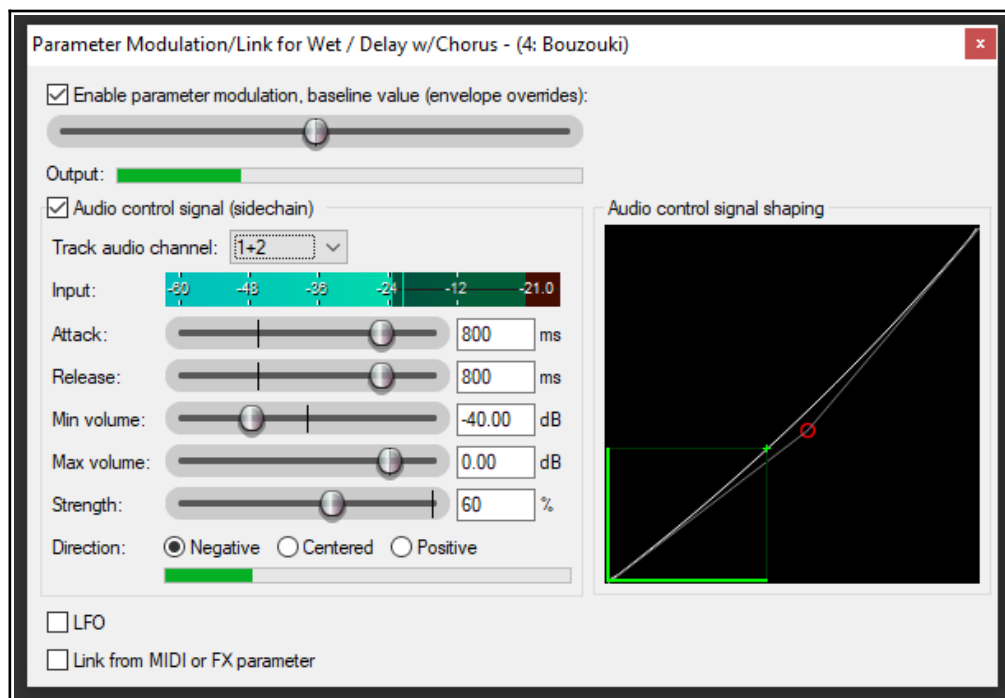 Parameter Modulation/Link for Wet / Delay w/Chorus - (4: Bouzouki)
x
Enable parameter modulation, baseline value (envelope overrides):
Output:
Audio control signal (sidechain)
Track audio channel: 1+2
Input: -60 -48 -36 -24 -12 -21.0
Attack: 800 ms
Release: 800 ms
Min volume: -40.00 dB
Max volume: 0.00 dB
Strength: 60 %
Direction: Negative Centered Positive
Audio control signal shaping
LFO
Link from MIDI or FX parameter